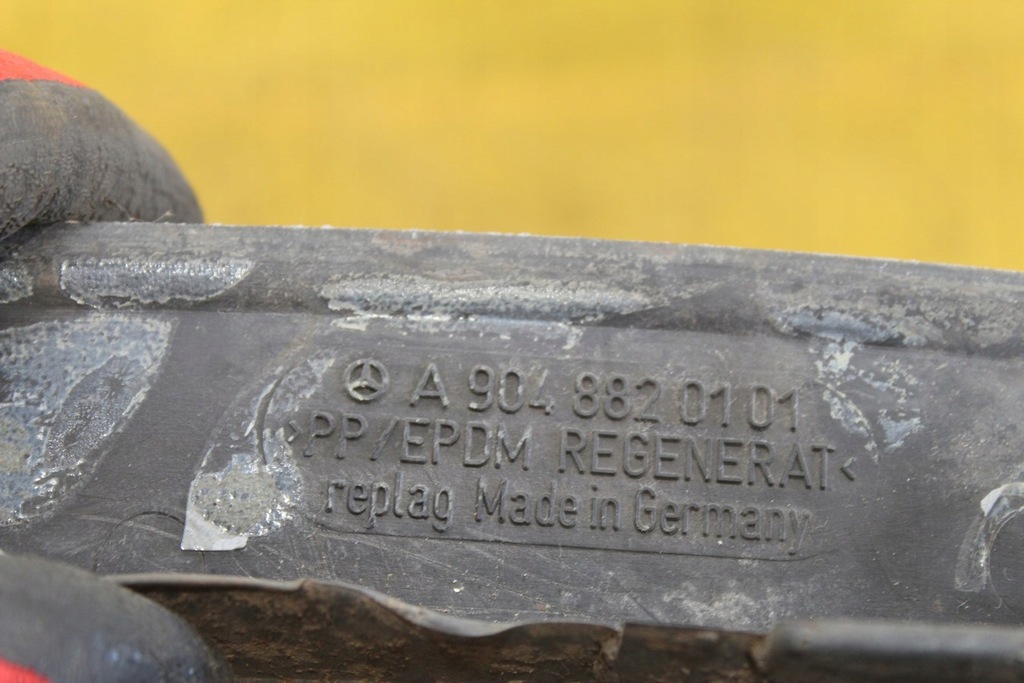 A 904 882 01 01
>PP/EPDM REGENERAT<
replag Made in Germany